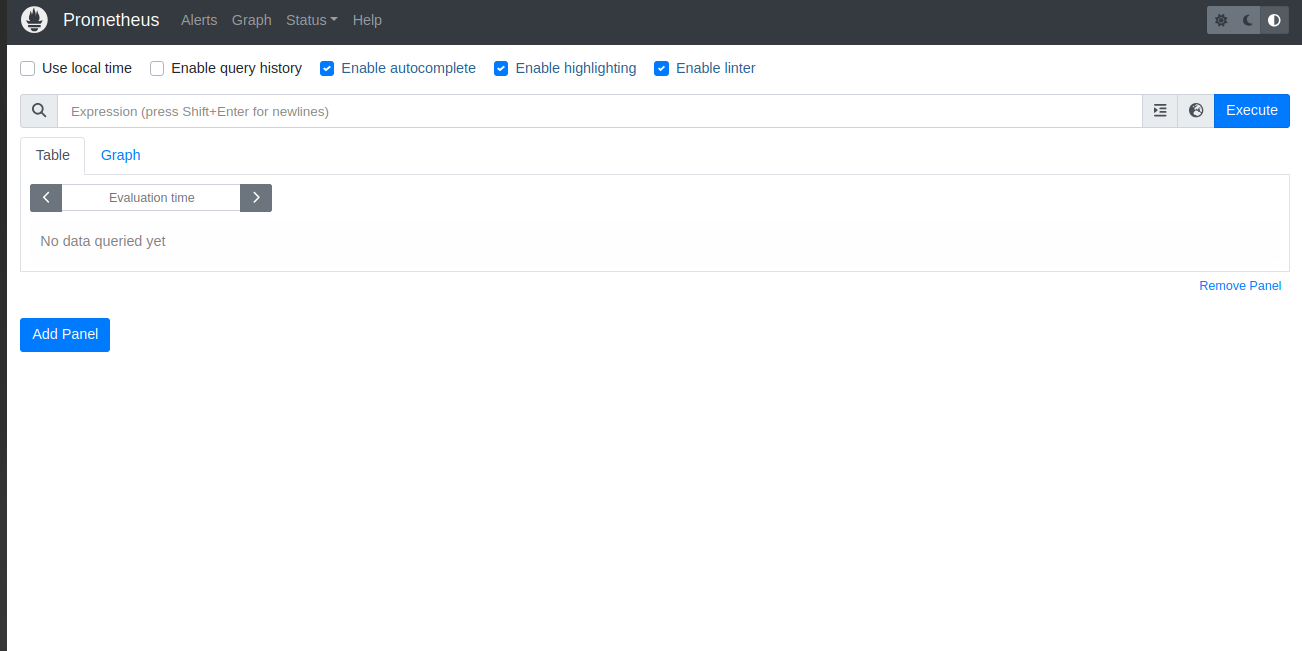 Prometheus Alerts Graph Status Help
Use local time Enable query history Enable autocomplete Enable highlighting Enable linter
Expression (press Shift+Enter for newlines) Execute
Table Graph
Evaluation time
No data queried yet
Remove Panel
Add Panel